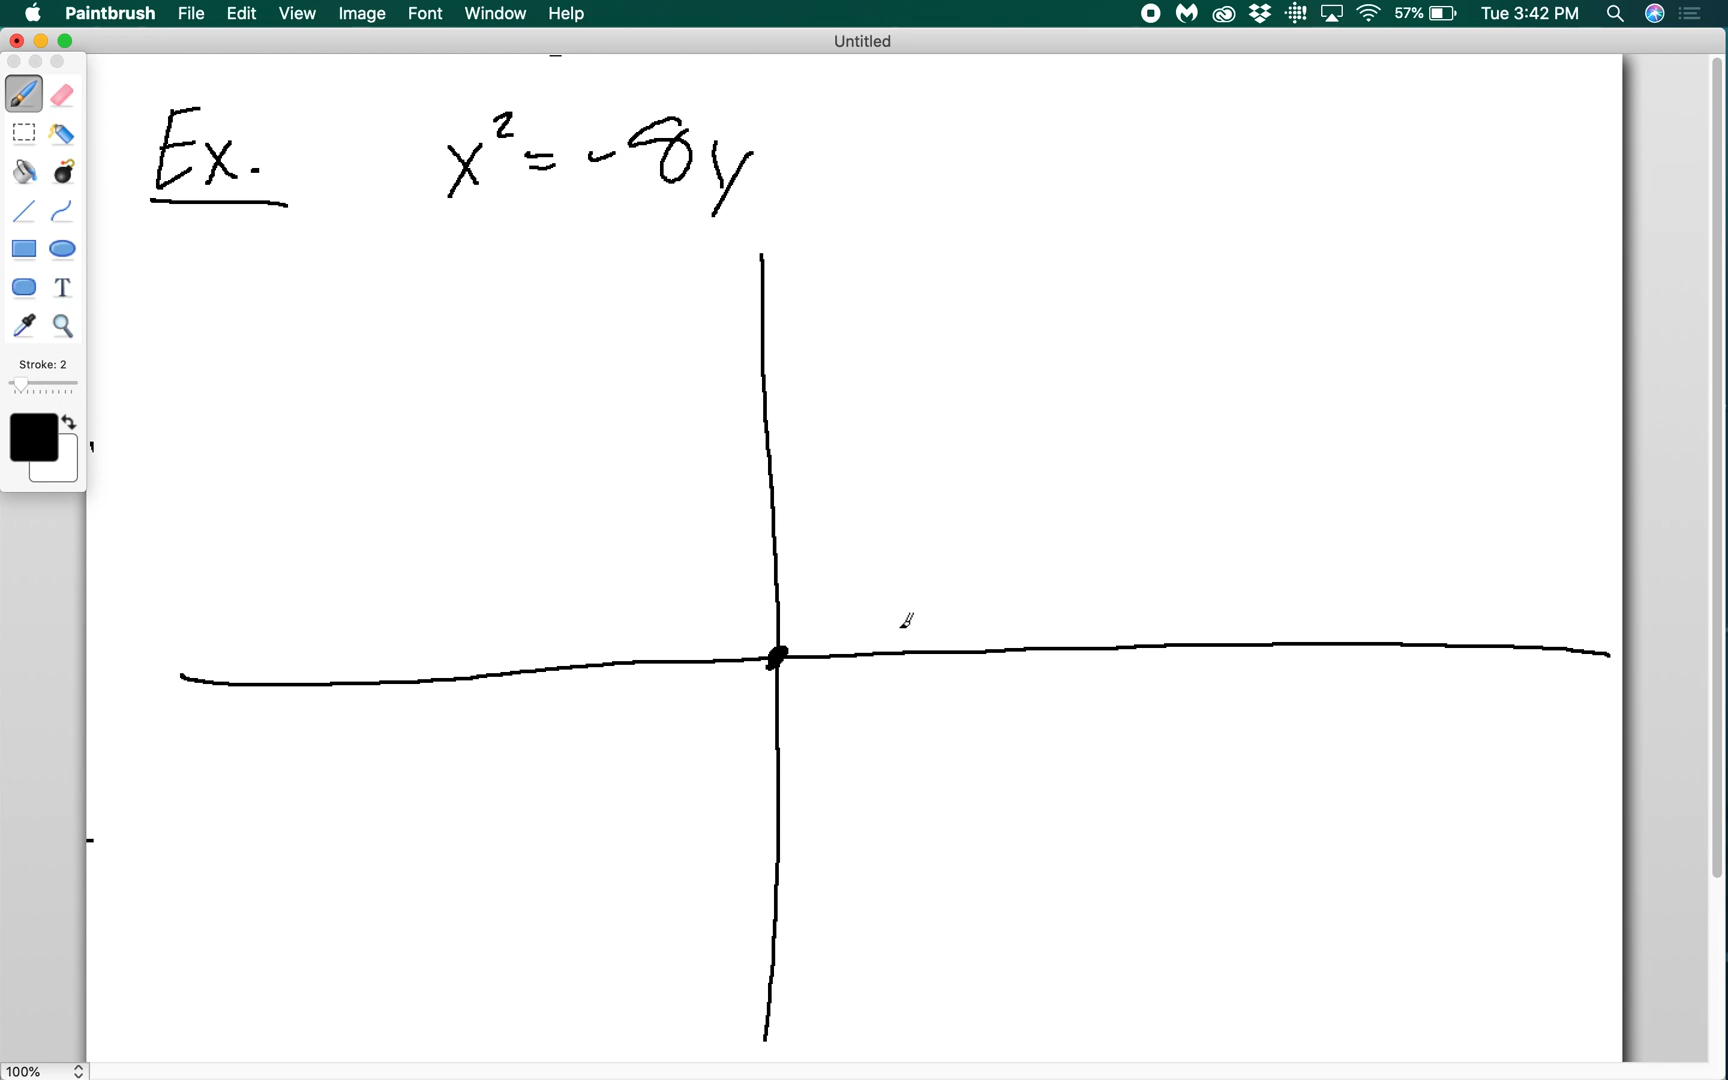 Paintbrush File Edit View Image Font Window Help 57% Tue 3:42 PM
Untitled
Ex. x² = -8y
T
Stroke: 2
100%